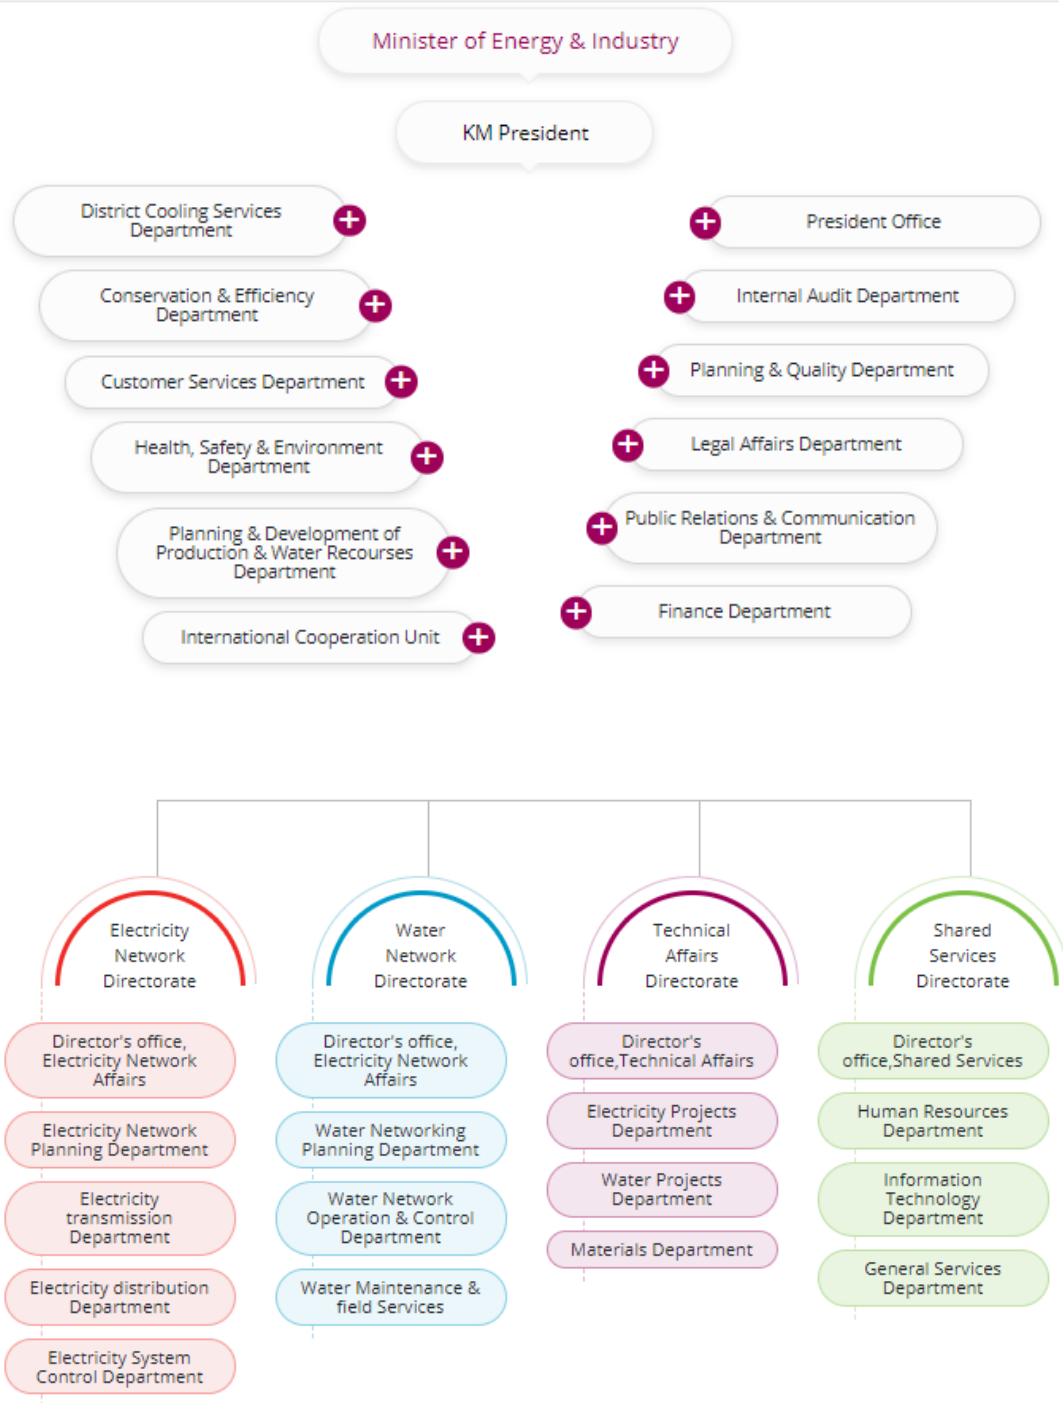 Minister of Energy & Industry
KM President
District Cooling Services
Department
Conservation & Efficiency
Department
Customer Services Department
Health, Safety & Environment
Department
Planning & Development of
Production & Water Recourses
Department
International Cooperation Unit
President Office
Internal Audit Department
Planning & Quality Department
Legal Affairs Department
Public Relations & Communication
Department
Finance Department
Electricity
Network
Directorate
Director's office,
Electricity Network
Affairs
Electricity Network
Planning Department
Electricity
transmission
Department
Electricity distribution
Department
Electricity System
Control Department
Water
Network
Directorate
Director's office,
Electricity Network
Affairs
Water Networking
Planning Department
Water Network
Operation & Control
Department
Water Maintenance &
field Services
Technical
Affairs
Directorate
Director's
office,Technical Affairs
Electricity Projects
Department
Water Projects
Department
Materials Department
Shared
Services
Directorate
Director's
office,Shared Services
Human Resources
Department
Information
Technology
Department
General Services
Department